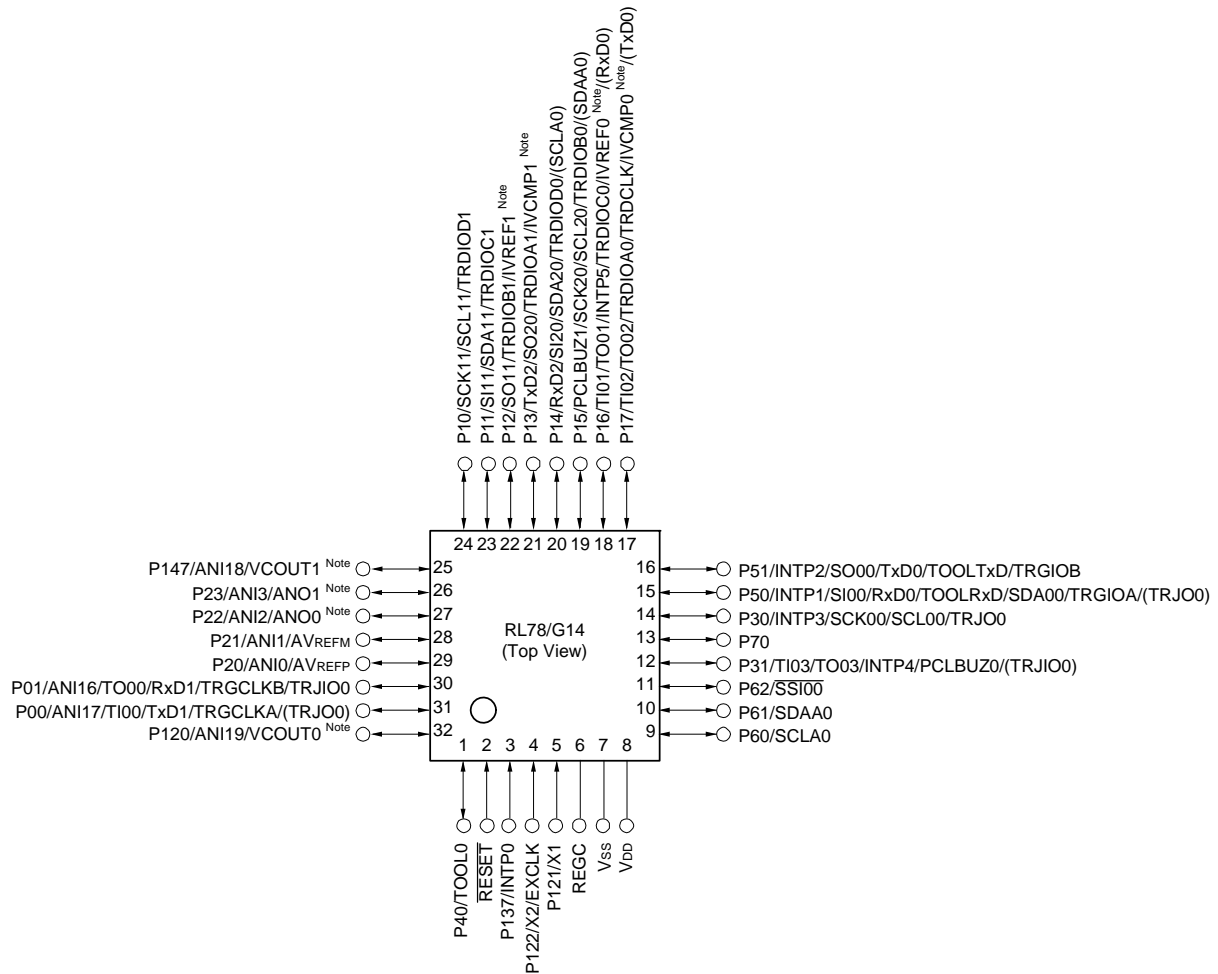 P10/SCK11/SCL11/TRDIOD1
P11/SI11/SDA11/TRDIOC1
P12/SO11/TRDIOB1/IVREF1 Note
P13/TxD2/SO20/TRDIOA1/IVCMP1 Note
P14/RxD2/SI20/SDA20/TRDIOD0/(SCLA0)
P15/PCLBUZ1/SCK20/SCL20/TRDIOB0/(SDAA0)
P16/TI01/TO01/INTP5/TRDIOC0/IVREF0 Note/(RxD0)
P17/TI02/TO02/TRDIOA0/TRDCLK/IVCMP0 Note/(TxD0)
24 23 22 21 20 19 18 17
P147/ANI18/VCOUT1 Note 25
P23/ANI3/ANO1 Note 26
P22/ANI2/ANO0 Note 27
P21/ANI1/AVREFM 28
P20/ANI0/AVREFP 29
P01/ANI16/TO00/RxD1/TRGCLKB/TRJIO0 30
P00/ANI17/TI00/TxD1/TRGCLKA/(TRJO0) 31
P120/ANI19/VCOUT0 Note 32
RL78/G14
(Top View)
16 P51/INTP2/SO00/TxD0/TOOLTxD/TRGIOB
15 P50/INTP1/SI00/RxD0/TOOLRxD/SDA00/TRGIOA/(TRJO0)
14 P30/INTP3/SCK00/SCL00/TRJO0
13 P70
12 P31/TI03/TO03/INTP4/PCLBUZ0/(TRJIO0)
11 P62/SSI00
10 P61/SDAA0
9 P60/SCLA0
1 2 3 4 5 6 7 8
P40/TOOL0
RESET
P137/INTP0
P122/X2/EXCLK
P121/X1
REGC
VSS
VDD